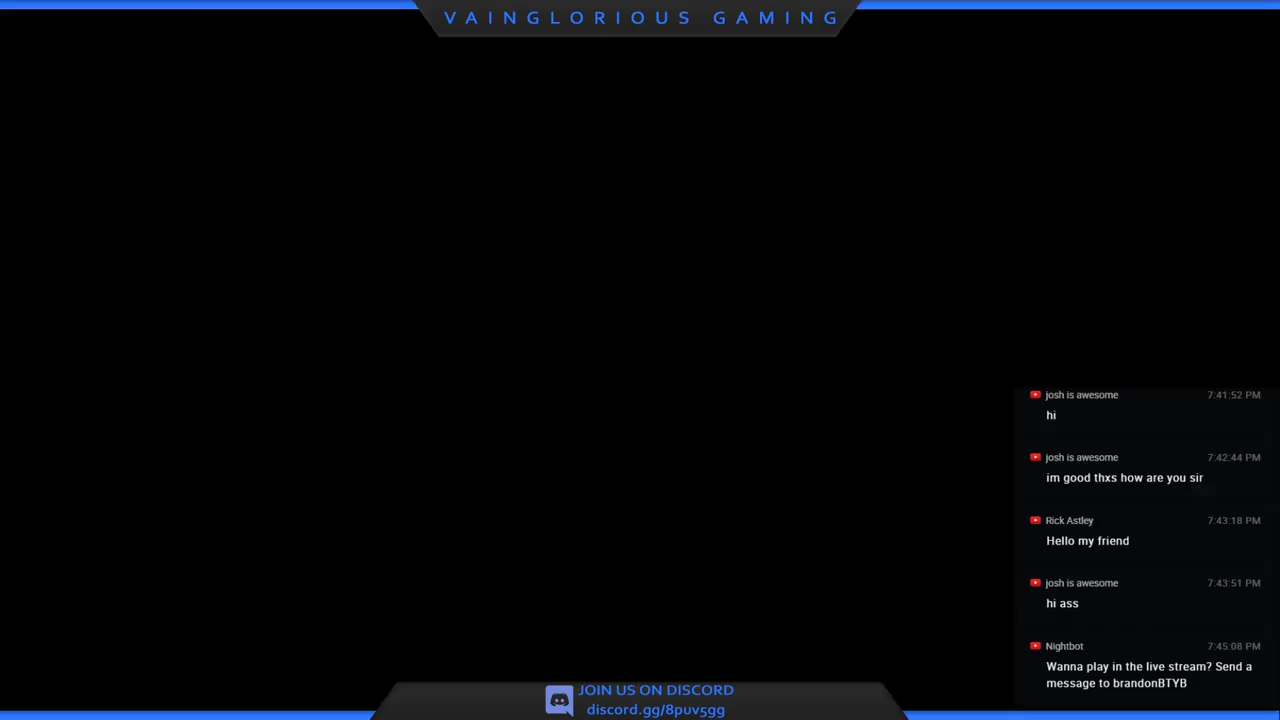 VAINGLORIOUS GAMING
josh is awesome 7:41:52 PM
hi
josh is awesome 7:42:44 PM
im good thxs how are you sir
Rick Astley 7:43:18 PM
Hello my friend
josh is awesome 7:43:51 PM
hi ass
Nightbot 7:45:08 PM
Wanna play in the live stream? Send a
message to brandonBTYB
JOIN US ON DISCORD
discord.gg/8puv5gg